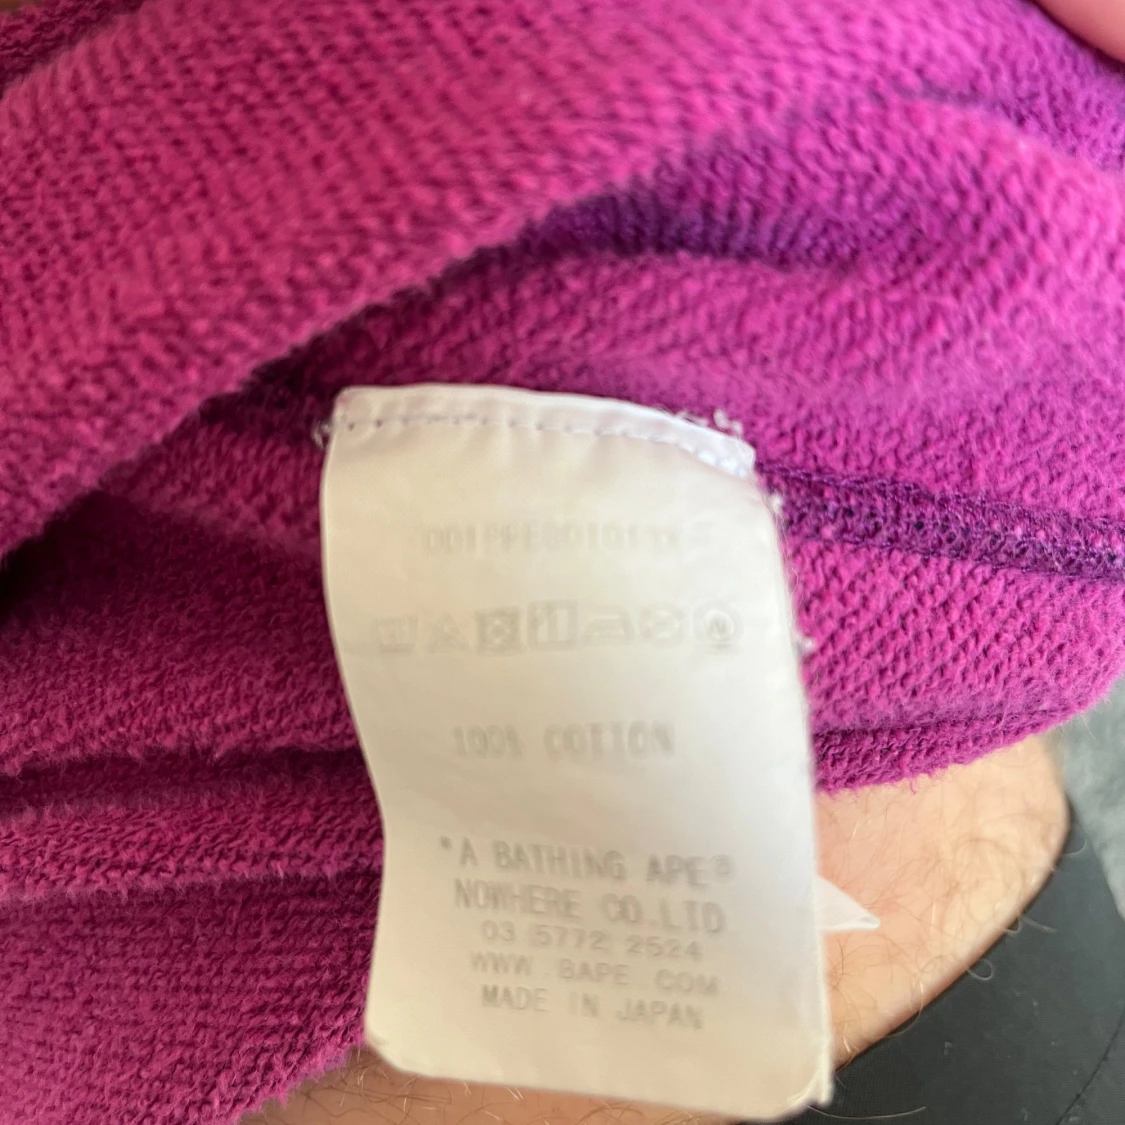 100% COTTON
"A BATHING APE®
NOWHERE CO.LTD
03 5772 2524
WWW.BAPE.COM
MADE IN JAPAN